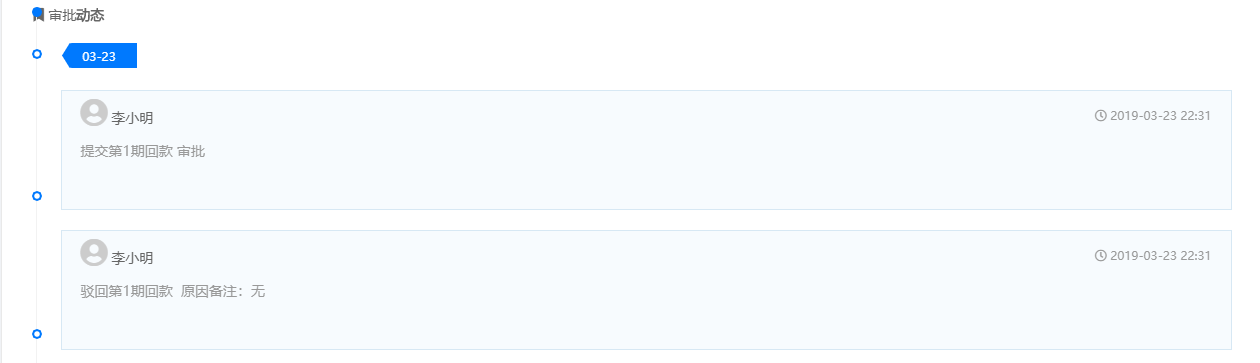 审批动态
03-23
李小明
2019-03-23 22:31
提交第1期回款 审批
李小明
2019-03-23 22:31
驳回第1期回款  原因备注：无